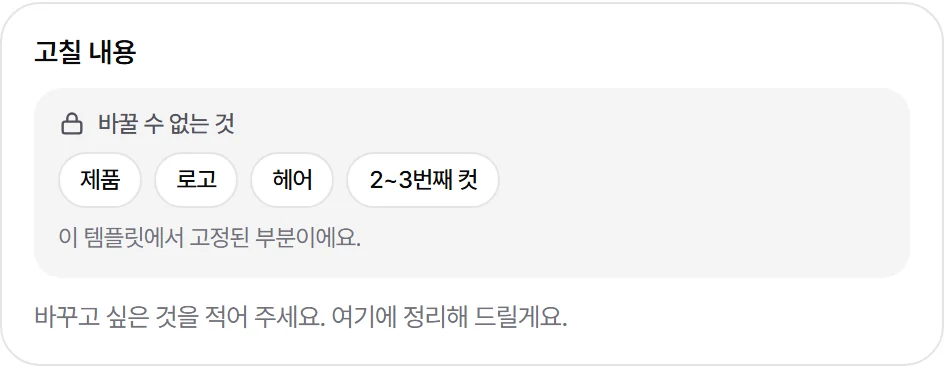 고칠 내용
바꿀 수 없는 것
제품 로고 헤어 2~3번째 컷
이 템플릿에서 고정된 부분이에요.
바꾸고 싶은 것을 적어 주세요. 여기에 정리해 드릴게요.